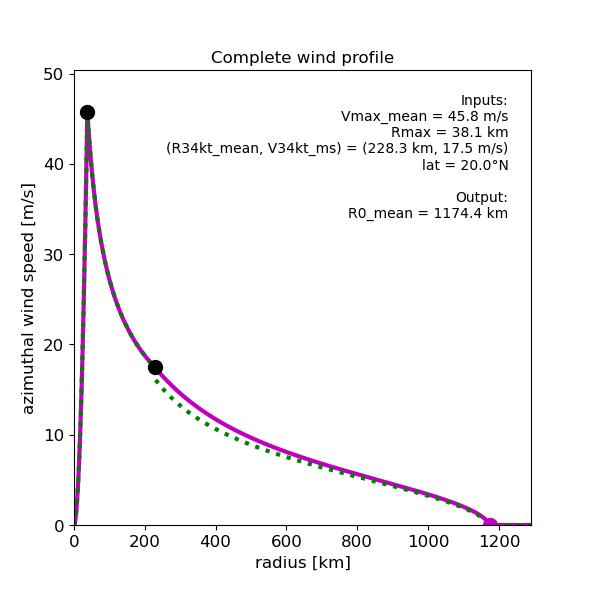 Complete wind profile
50
40
30
20
10
0
azimuthal wind speed [m/s]
Inputs:
Vmax_mean = 45.8 m/s
Rmax = 38.1 km
(R34kt_mean, V34kt_ms) = (228.3 km, 17.5 m/s)
lat = 20.0°N
Output:
R0_mean = 1174.4 km
0 200 400 600 800 1000 1200
radius [km]